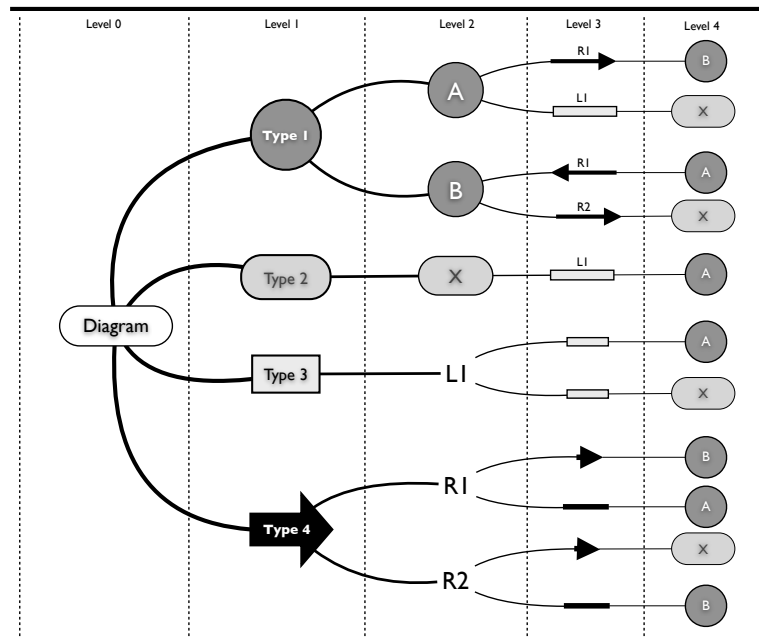 Level 0
Level 1
Level 2
Level 3
Level 4
R1
B
A
L1
X
Type 1
R1
A
B
R2
X
Type 2
X
L1
A
Diagram
A
Type 3
L1
X
B
R1
A
Type 4
X
R2
B